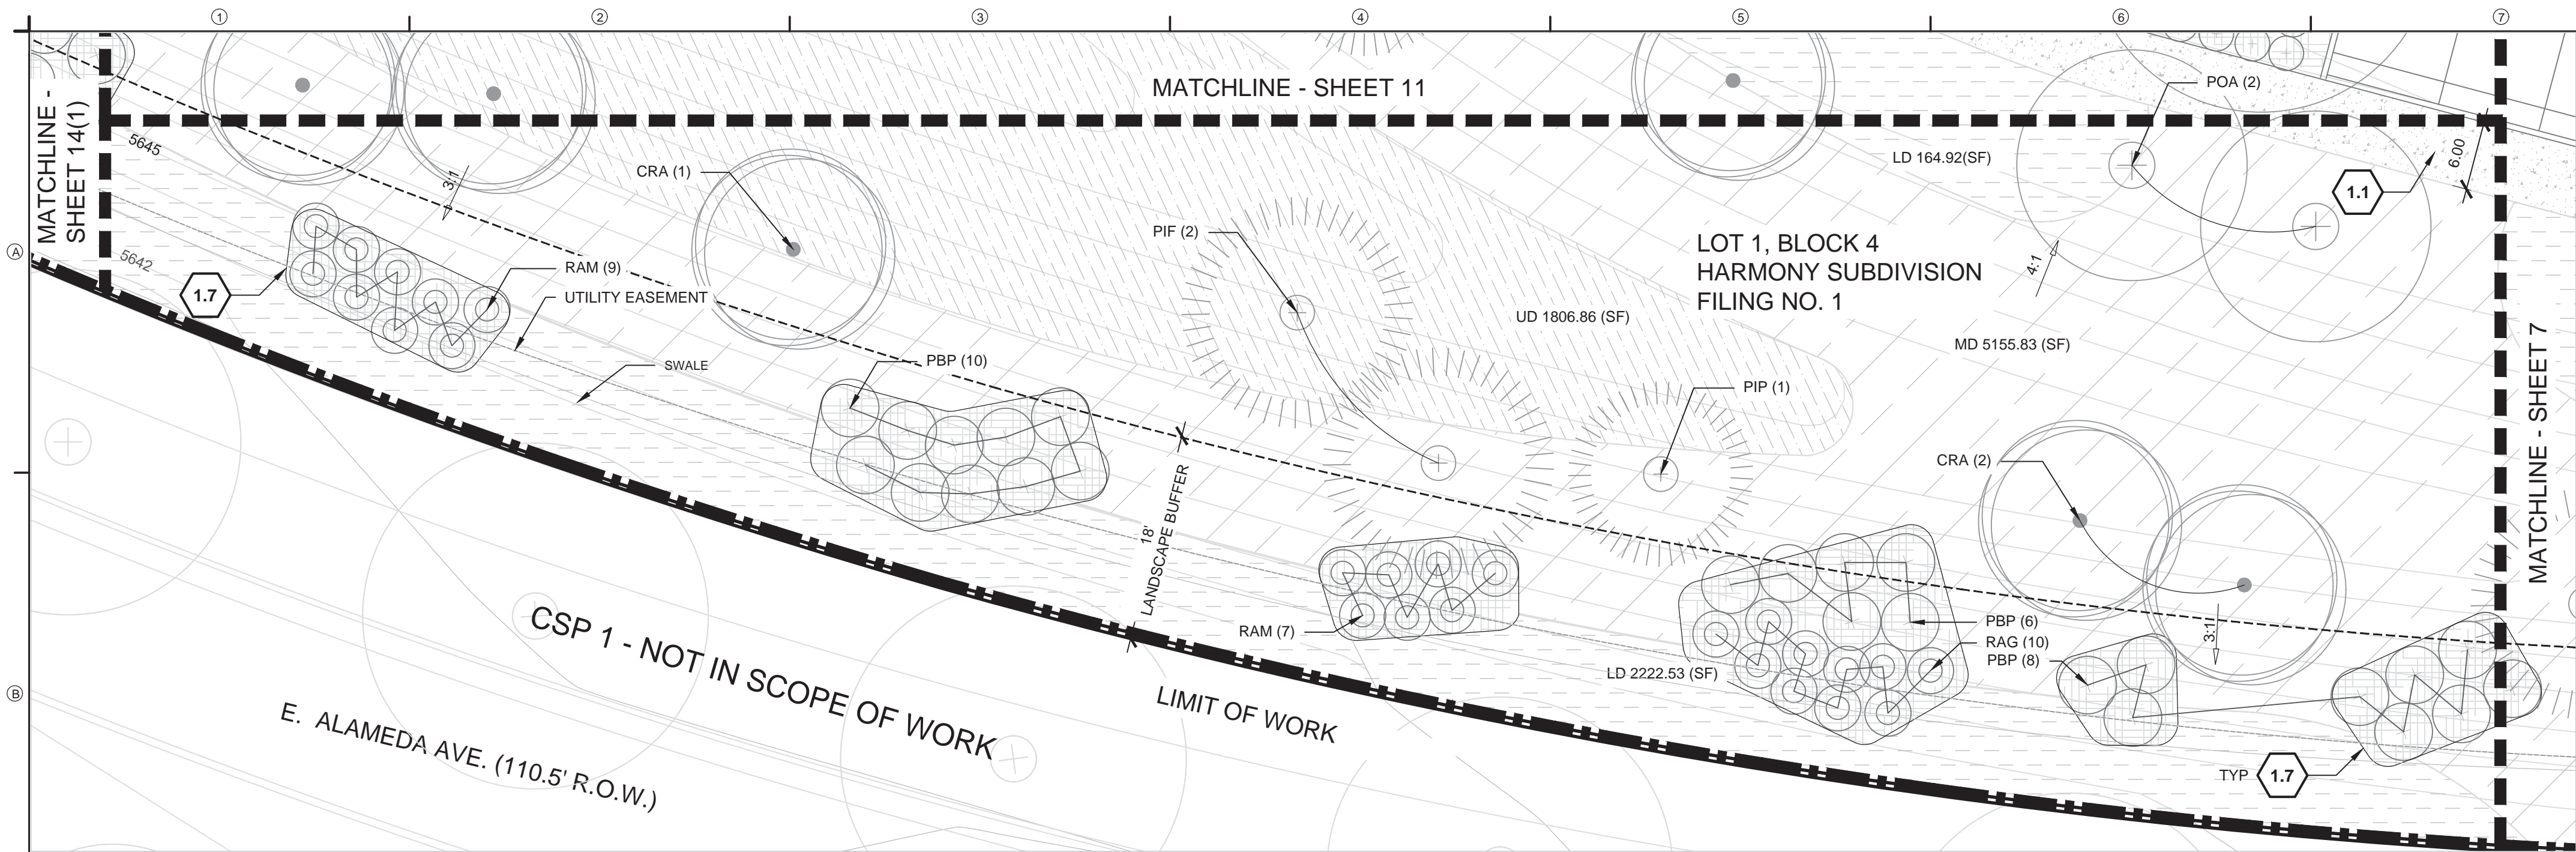 1
2
3
4
5
6
7
MATCHLINE - SHEET 11
POA (2)
MATCHLINE -
SHEET 14(1)
5645
3:1
CRA (1)
LD 164.92(SF)
6.00
1.1
PIF (2)
LOT 1, BLOCK 4
HARMONY SUBDIVISION
FILING NO. 1
A
5642
4:1
1.7
RAM (9)
UTILITY EASEMENT
UD 1806.86 (SF)
MD 5155.83 (SF)
SWALE
PBP (10)
PIP (1)
MATCHLINE - SHEET 7
CRA (2)
18'
LANDSCAPE BUFFER
RAM (7)
PBP (6)
RAG (10)
PBP (8)
3:1
LD 2222.53 (SF)
B
CSP 1 - NOT IN SCOPE OF WORK
LIMIT OF WORK
E. ALAMEDA AVE. (110.5' R.O.W.)
TYP
1.7